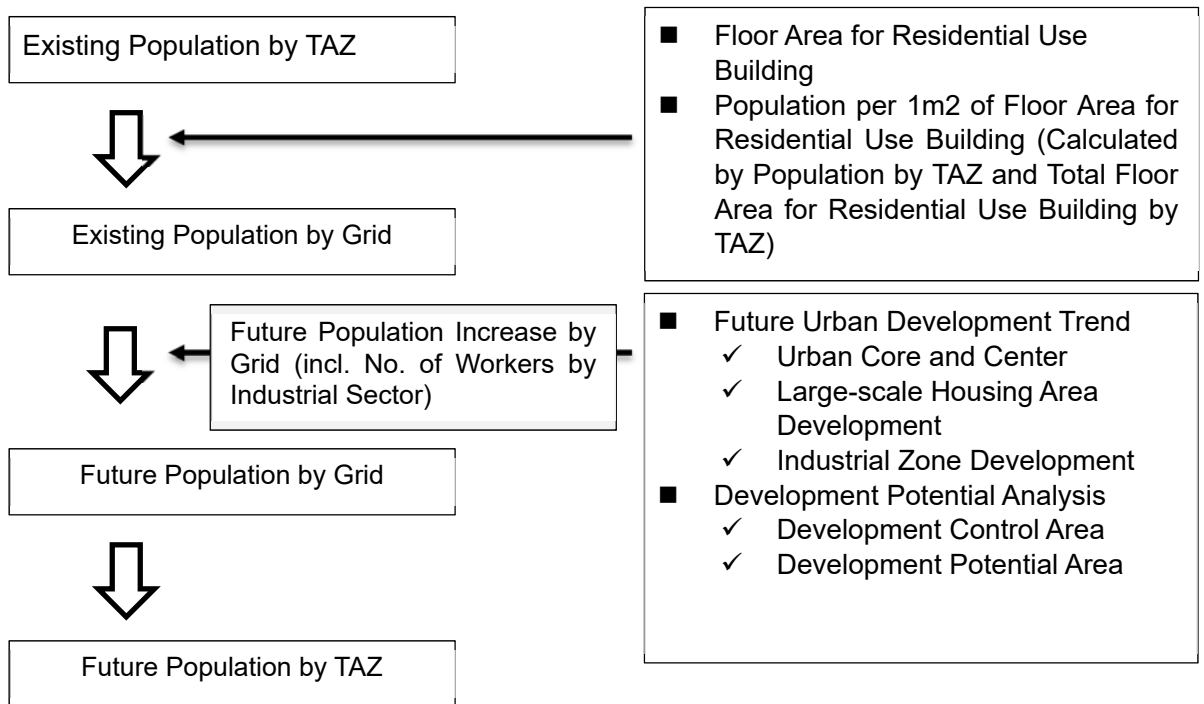 Existing Population by TAZ
■ Floor Area for Residential Use
Building
■ Population per 1m2 of Floor Area for
Residential Use Building (Calculated
by Population by TAZ and Total Floor
Area for Residential Use Building by
TAZ)
Existing Population by Grid
Future Population Increase by
Grid (incl. No. of Workers by
Industrial Sector)
■ Future Urban Development Trend
✓ Urban Core and Center
✓ Large-scale Housing Area
Development
✓ Industrial Zone Development
■ Development Potential Analysis
✓ Development Control Area
✓ Development Potential Area
Future Population by Grid
Future Population by TAZ